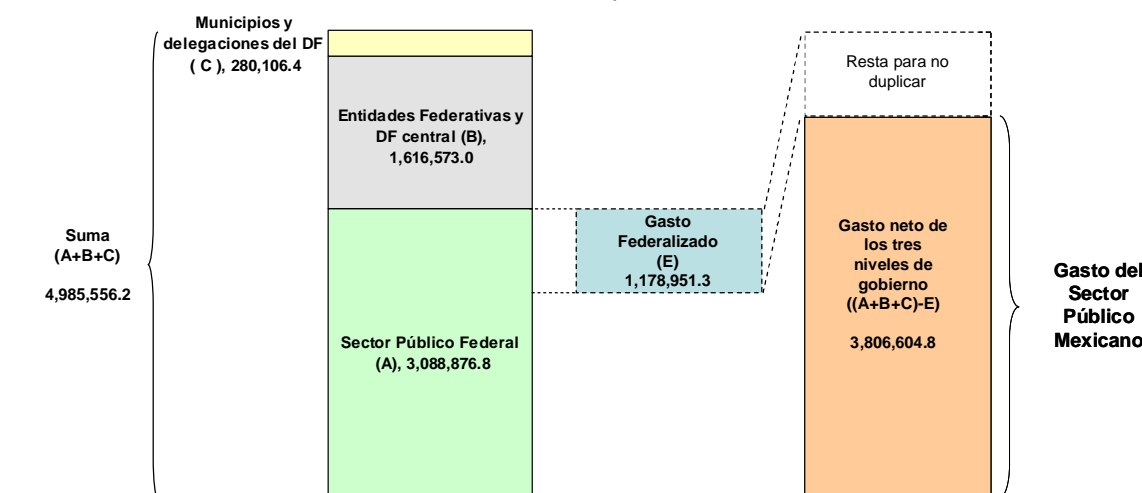 Municipios y
delegaciones del DF
( C ), 280,106.4
Entidades Federativas y
DF central (B),
1,616,573.0
Sector Público Federal
(A), 3,088,876.8
Suma
(A+B+C)
4,985,556.2
Gasto
Federalizado
(E)
1,178,951.3
Resta para no
duplicar
Gasto neto de
los tres
niveles de
gobierno
((A+B+C)-E)
3,806,604.8
Gasto del
Sector
Público
Mexicano